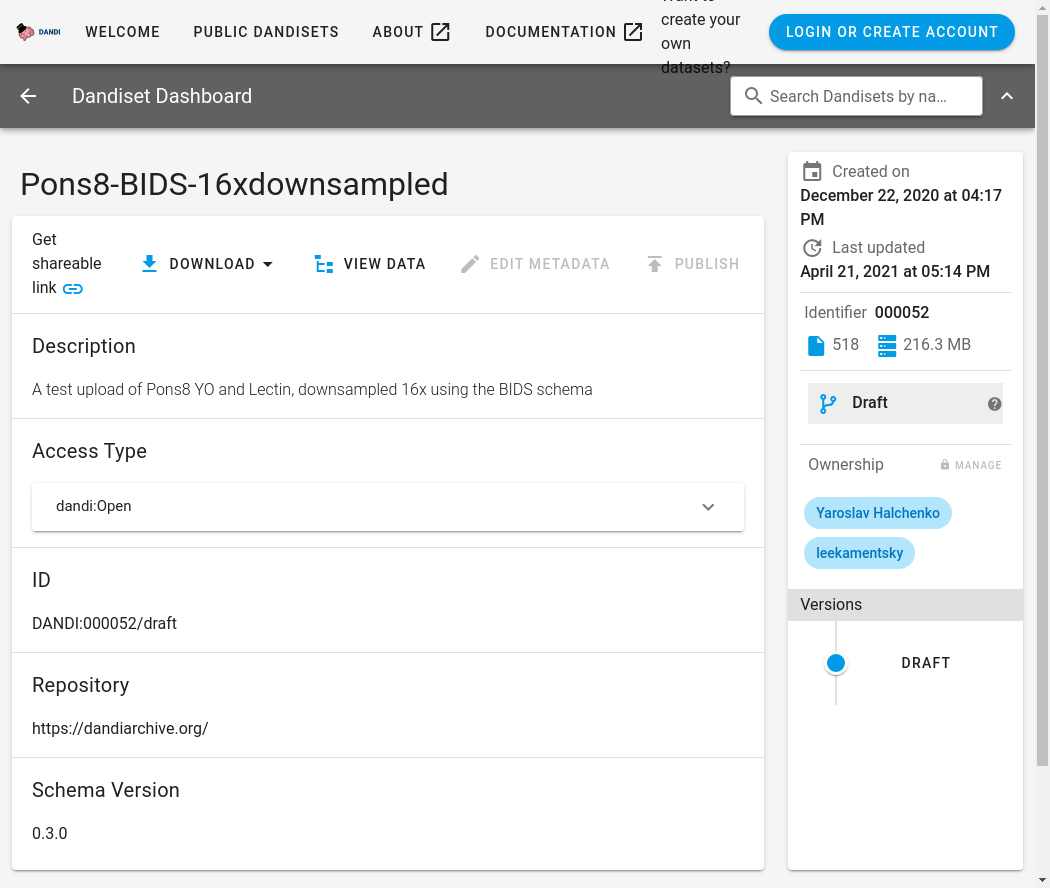 DANDI
WELCOME
PUBLIC DANDISETS
ABOUT
DOCUMENTATION
create your
own
datasets?
LOGIN OR CREATE ACCOUNT
Dandiset Dashboard
Search Dandisets by na...
Pons8-BIDS-16xdownsampled
Get
shareable
link
DOWNLOAD
VIEW DATA
EDIT METADATA
PUBLISH
Description
A test upload of Pons8 YO and Lectin, downsampled 16x using the BIDS schema
Access Type
dandi:Open
ID
DANDI:000052/draft
Repository
https://dandiarchive.org/
Schema Version
0.3.0
Created on
December 22, 2020 at 04:17
PM
Last updated
April 21, 2021 at 05:14 PM
Identifier 000052
518 216.3 MB
Draft
Ownership
MANAGE
Yaroslav Halchenko
leekamentsky
Versions
DRAFT